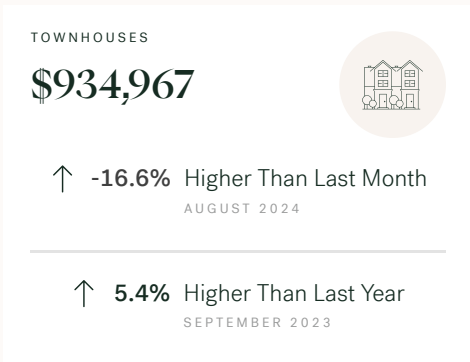 TOWNHOUSES
$934,967
↑ -16.6% Higher Than Last Month
AUGUST 2024
↑ 5.4% Higher Than Last Year
SEPTEMBER 2023